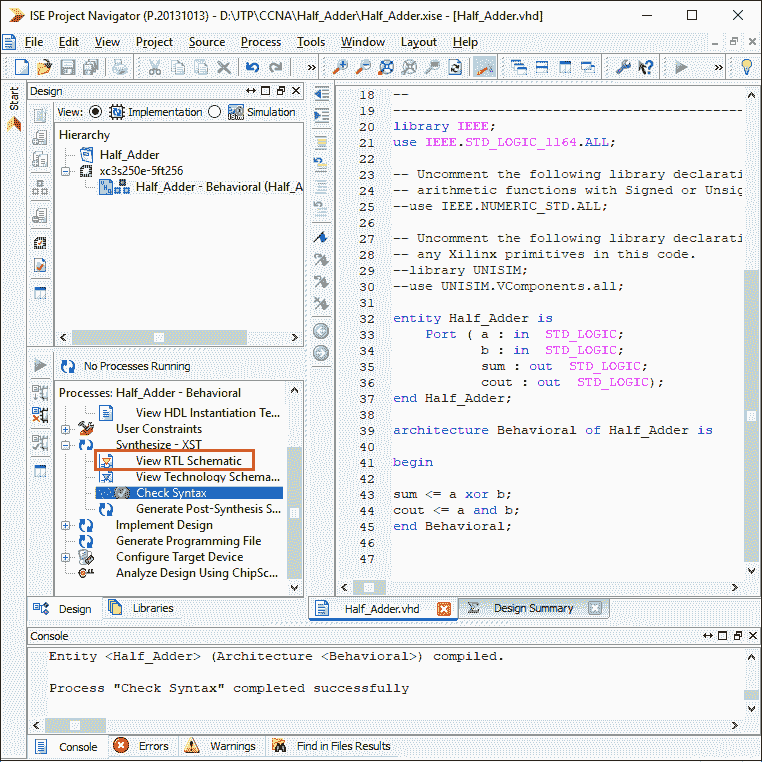 ISE Project Navigator (P.20131013) - D:\JTP\CCNA\Half_Adder\Half_Adder.xise - [Half_Adder.vhd]
File Edit View Project Source Process Tools Window Layout Help
Start
Design
View: Implementation Simulation
Hierarchy
Half_Adder
xc3s250e-5ft256
Half_Adder - Behavioral (Half_A
No Processes Running
Processes: Half_Adder - Behavioral
View HDL Instantiation Te...
User Constraints
Synthesize - XST
View RTL Schematic
View Technology Schema...
Check Syntax
Generate Post-Synthesis S...
Implement Design
Generate Programming File
Configure Target Device
Analyze Design Using ChipSc...
Design Libraries
18 --
19 --------------------------------------------------
20 library IEEE;
21 use IEEE.STD_LOGIC_1164.ALL;
22
23 -- Uncomment the following library declarati
24 -- arithmetic functions with Signed or Unsig
25 --use IEEE.NUMERIC_STD.ALL;
26
27 -- Uncomment the following library declarati
28 -- any Xilinx primitives in this code.
29 --library UNISIM;
30 --use UNISIM.VComponents.all;
31
32 entity Half_Adder is
33 Port ( a : in STD_LOGIC;
34 b : in STD_LOGIC;
35 sum : out STD_LOGIC;
36 cout : out STD_LOGIC);
37 end Half_Adder;
38
39 architecture Behavioral of Half_Adder is
40
41 begin
42
43 sum <= a xor b;
44 cout <= a and b;
45 end Behavioral;
46
47
Half_Adder.vhd Design Summary
Console
Entity <Half_Adder> (Architecture <Behavioral>) compiled.
Process "Check Syntax" completed successfully
Console Errors Warnings Find in Files Results